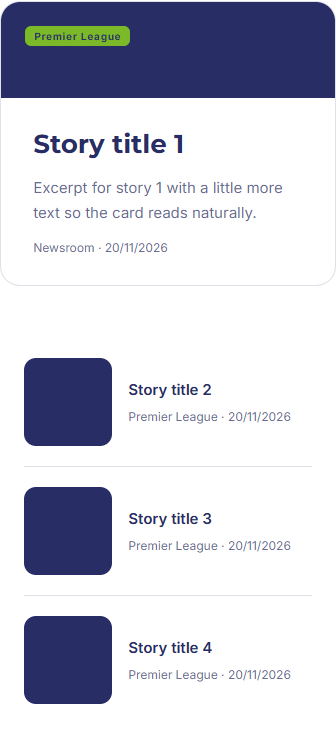 Premier League
Story title 1
Excerpt for story 1 with a little more
text so the card reads naturally.
Newsroom · 20/11/2026
Story title 2
Premier League · 20/11/2026
Story title 3
Premier League · 20/11/2026
Story title 4
Premier League · 20/11/2026